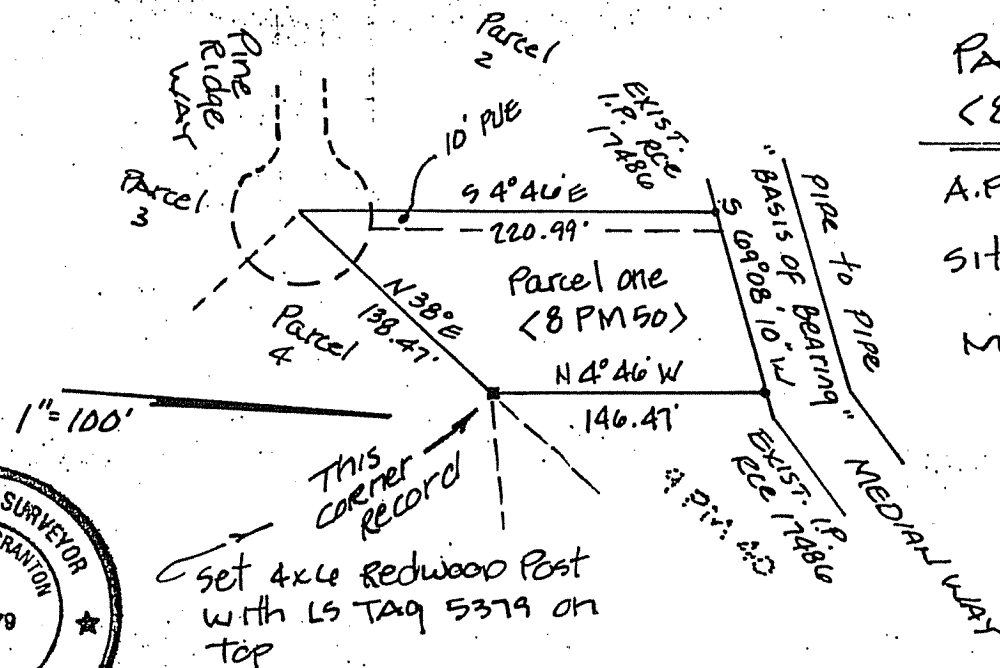 Pine
Ridge
WAY
Parcel
2
10' PUE
EXIST.
I.P. RCE
17486
Parcel
3
S 4°46'E
220.99'
Parcel one
<8 PM 50>
S 69°08'10" W
"BASIS OF BEARING"
PIPE to PIPE
N 38°E
138.47'
Parcel
4
N 4°46' W
146.47'
1"=100'
This
corner
RECORD
EXIST. I.P.
RCE 17486
MEDIAN WAY
Set 4x6 Redwood Post
with LS TAG 5379 on
Top
SURVEYOR
RANTON
79
PA
<8
A.P
SIT
M